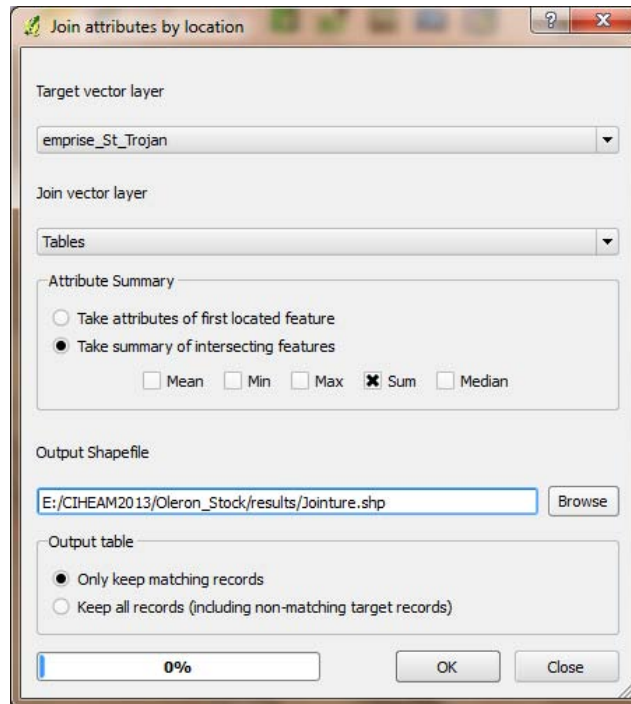 Join attributes by location
Target vector layer
emprise_St_Trojan
Join vector layer
Tables
Attribute Summary
Take attributes of first located feature
Take summary of intersecting features
Mean Min Max Sum Median
Output Shapefile
E:/CIHEAM2013/Oleron_Stock/results/Jointure.shp Browse
Output table
Only keep matching records
Keep all records (including non-matching target records)
0% OK Close